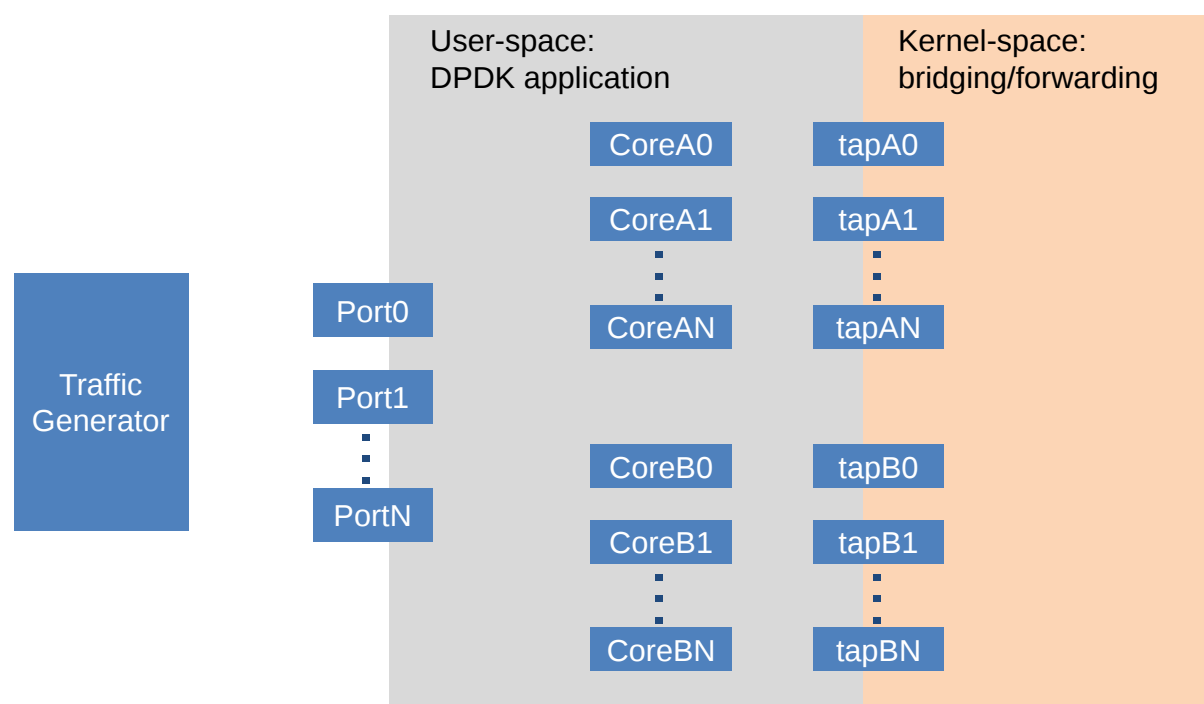 User-space:
DPDK application
Kernel-space:
bridging/forwarding
CoreA0
tapA0
CoreA1
tapA1
CoreAN
tapAN
Traffic
Generator
Port0
Port1
PortN
CoreB0
tapB0
CoreB1
tapB1
CoreBN
tapBN